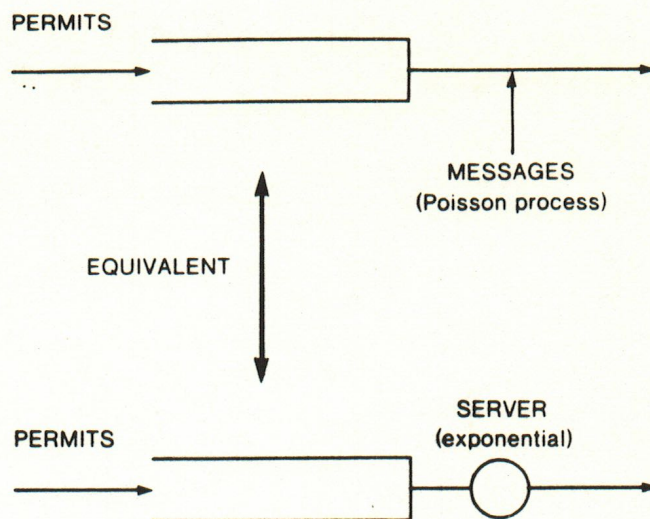 PERMITS
MESSAGES
(Poisson process)
EQUIVALENT
SERVER
(exponential)
PERMITS